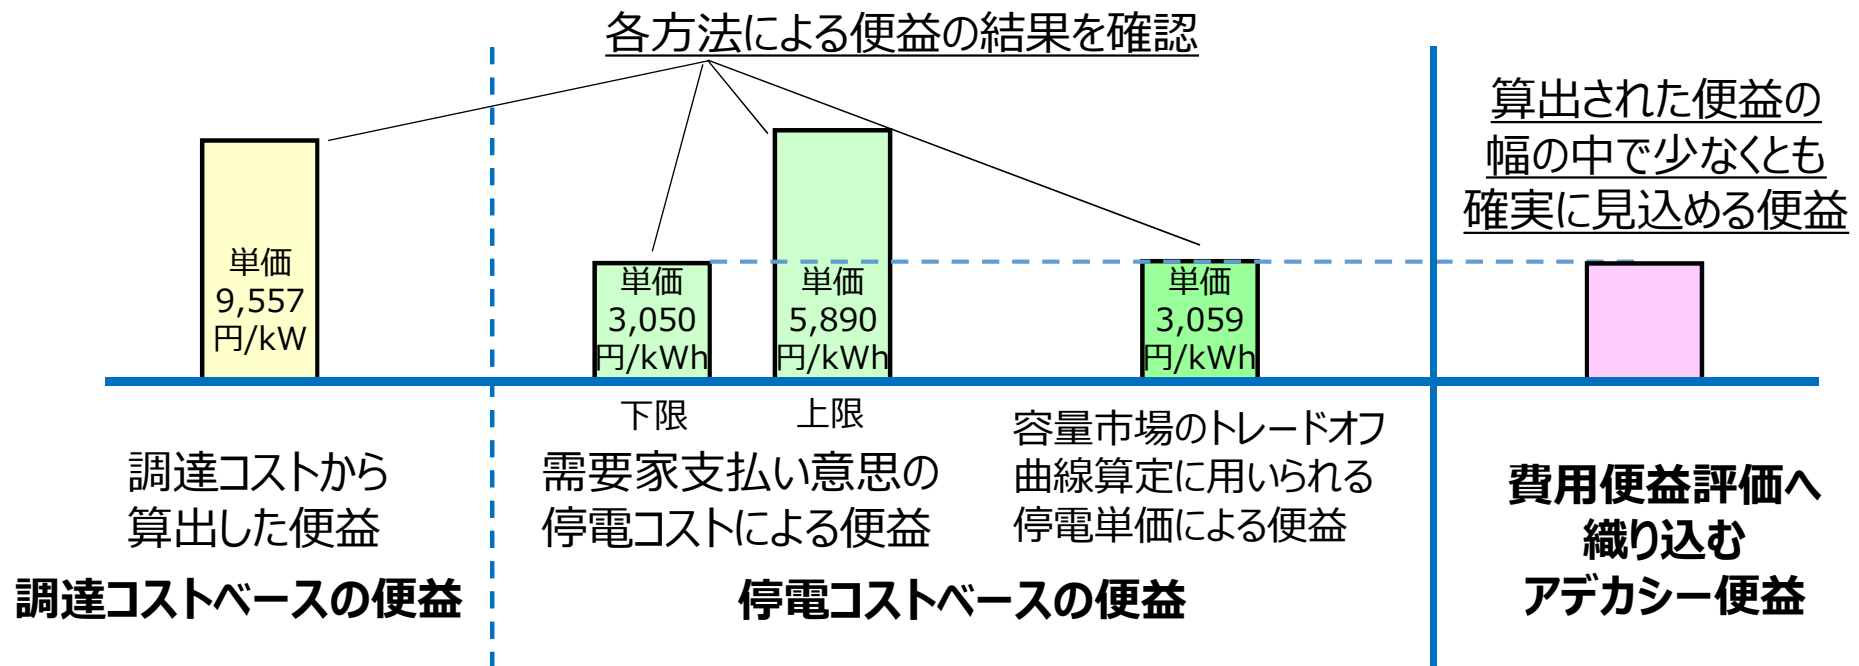 各方法による便益の結果を確認
算出された便益の
幅の中で少なくとも
確実に見込める便益
単価
9,557
円/kW
単価
3,050
円/kWh
単価
5,890
円/kWh
単価
3,059
円/kWh
下限
上限
調達コストから
算出した便益
需要家支払い意思の
停電コストによる便益
容量市場のトレードオフ
曲線算定に用いられる
停電単価による便益
費用便益評価へ
織り込む
アデカシー便益
調達コストベースの便益
停電コストベースの便益